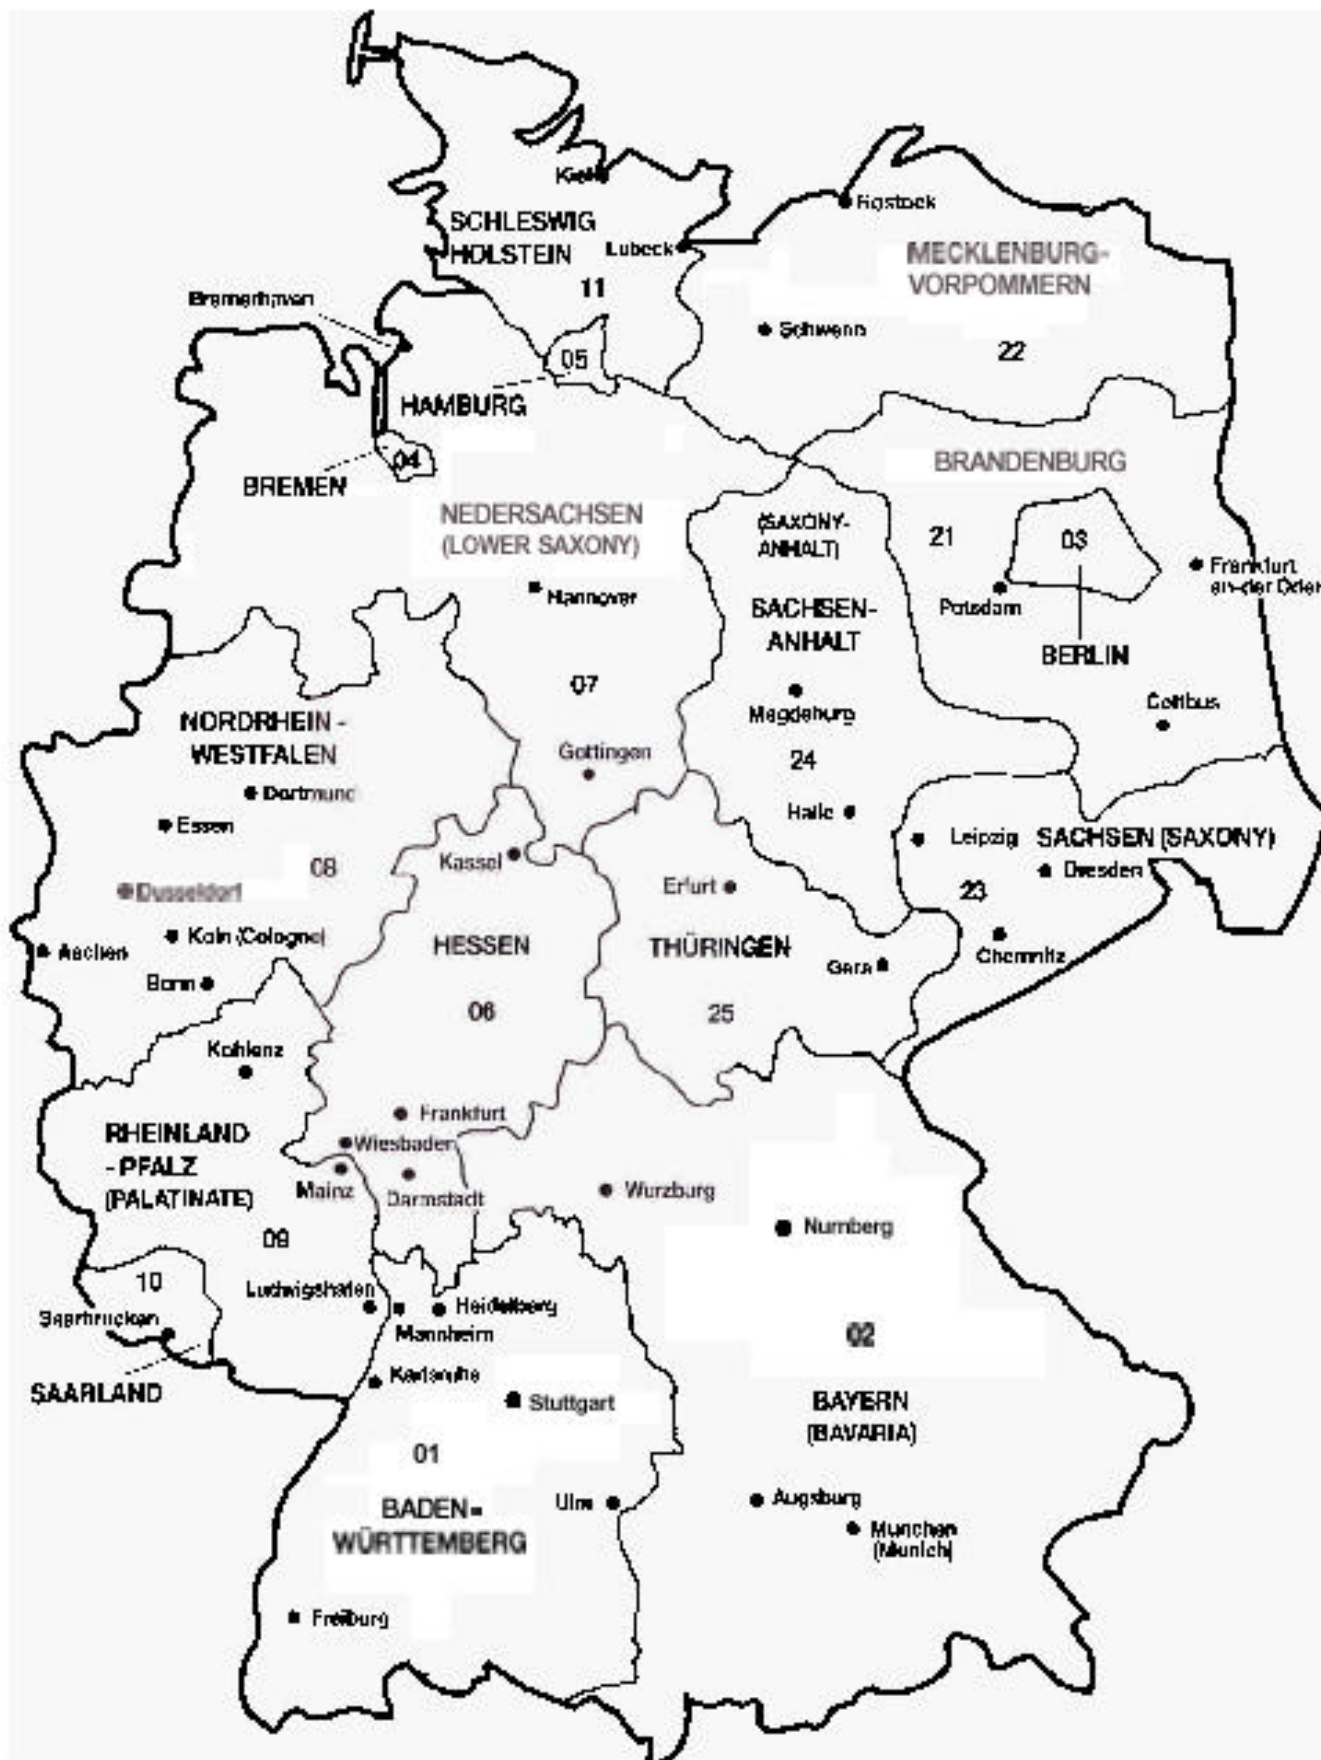 Kiel
Rostock
SCHLESWIG
HOLSTEIN
Lubeck
MECKLENBURG-
VORPOMMERN
11
Bremerhaven
Schwerin
22
05
HAMBURG
04
BREMEN
BRANDENBURG
NEDERSACHSEN
(LOWER SAXONY)
(SAXONY-
ANHALT)
21
03
Frankfurt
an-der Oder
Hannover
Potsdam
SACHSEN-
ANHALT
BERLIN
07
Magdeburg
Cottbus
NORDRHEIN -
WESTFALEN
Gottingen
24
Dortmund
Essen
Halle
Leipzig
SACHSEN (SAXONY)
08
Kassel
Dresden
Dusseldorf
Erfurt
23
Koln (Cologne)
Aachen
HESSEN
THÜRINGEN
Gera
Chemnitz
Bonn
06
25
Koblenz
Frankfurt
RHEINLAND
- PFALZ
(PALATINATE)
Wiesbaden
Mainz
Darmstadt
Wurzburg
Nurnberg
09
10
Ludwigshafen
Heidelberg
Saarbrucken
Mannheim
02
SAARLAND
Karlsruhe
Stuttgart
BAYERN
(BAVARIA)
01
BADEN-
WÜRTTEMBERG
Ulm
Augsburg
Munchen
(Munich)
Freiburg